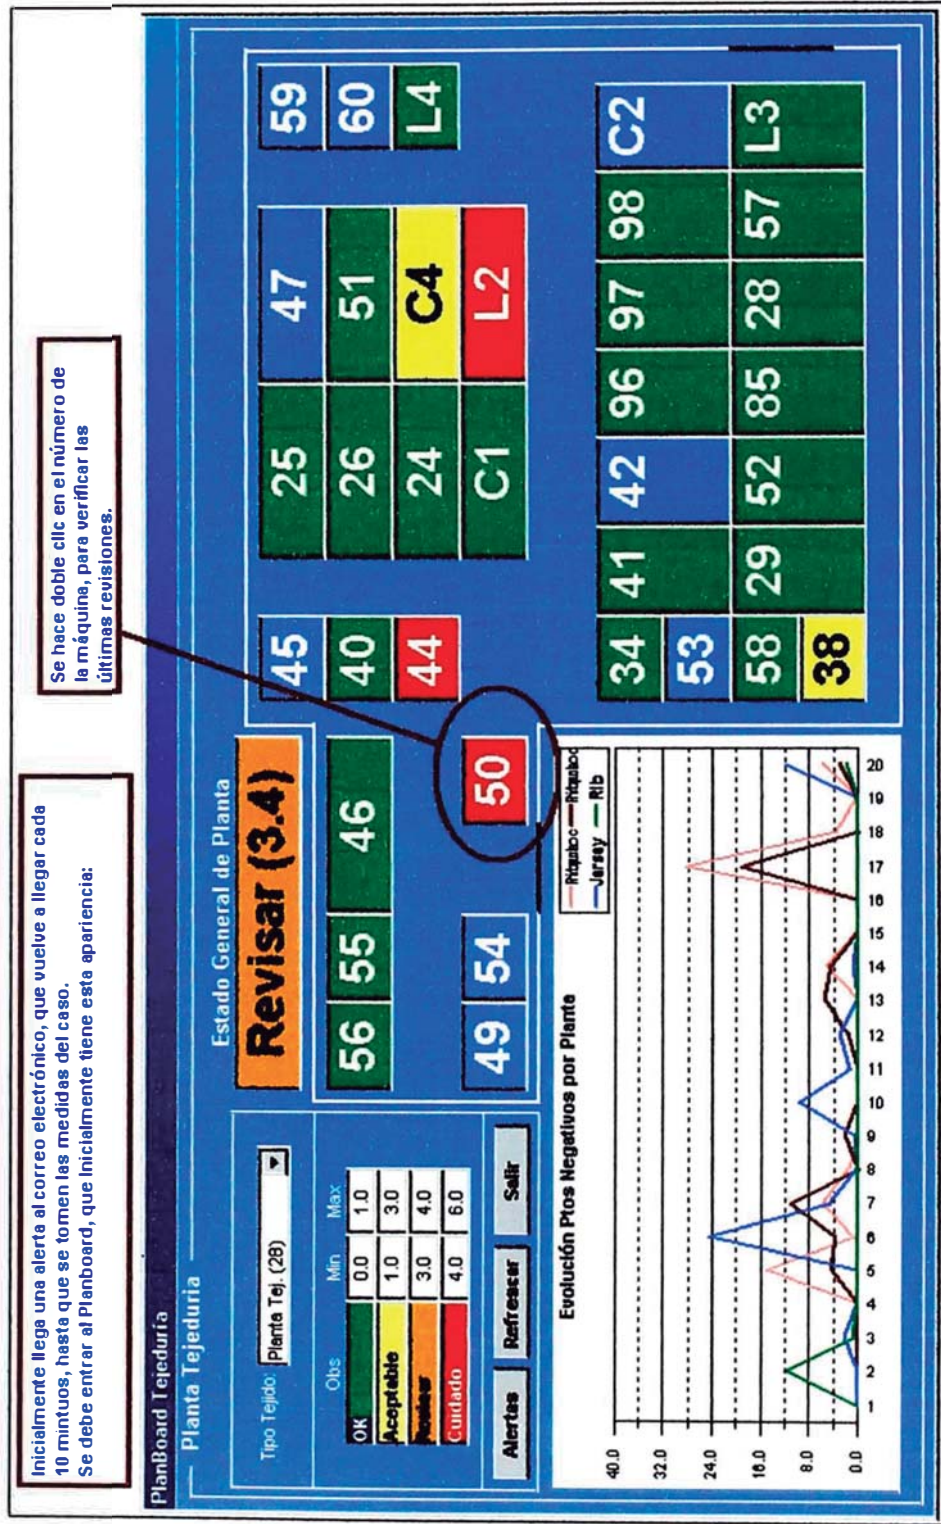 Inicialmente llega una alerta al correo electrónico, que vuelve a llegar cada
10 mintuos, hasta que se tomen las medidas del caso.
Se debe entrar al Planboard, que Inicialmente tiene esta apariencia:
Se hace doble clic en el número de
la máquina, para verificar las
últimas revisiones.
PlanBoard Tejeduría
Planta Tejeduria
Tipo Tejido: Planta Tej. (28)
Obs Min Max
OK 0.0 1.0
Aceptable 1.0 3.0
3.0 4.0
Cuidado 4.0 6.0
Alertas Refrescar Salir
Estado General de Planta
Revisar (3.4)
56 55 46
49 54 50
45
40
44
25 47
26 51
24 C4
C1 L2
59
60
L4
34 41 42 96 97 98 C2
53
58 29 52 85 28 57 L3
38
Evolución Ptos Negativos por Planta
Jersey Rib
40.0
32.0
24.0
16.0
8.0
0.0
1 2 3 4 5 6 7 8 9 10 11 12 13 14 15 16 17 18 19 20